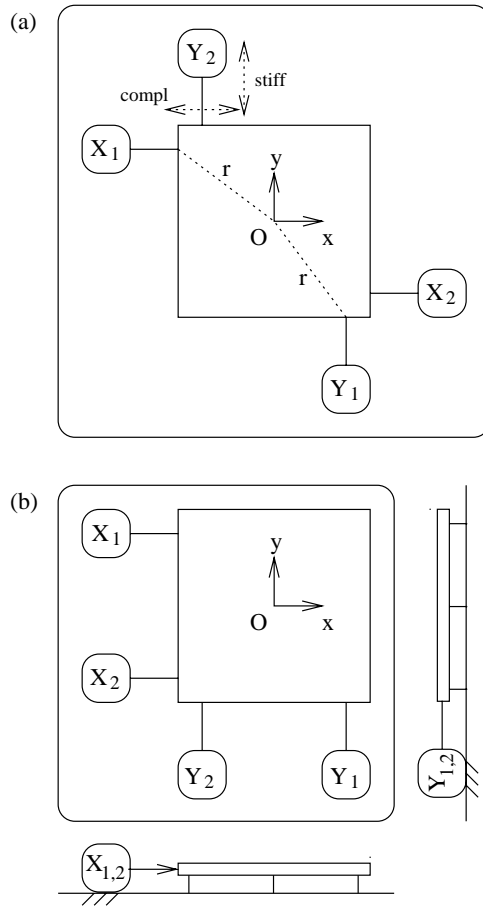 (a)
Y2
stiff
compl
X1
y
r
O
x
r
X2
Y1
(b)
X1
y
O
x
X2
Y2
Y1
Y1,2
X1,2